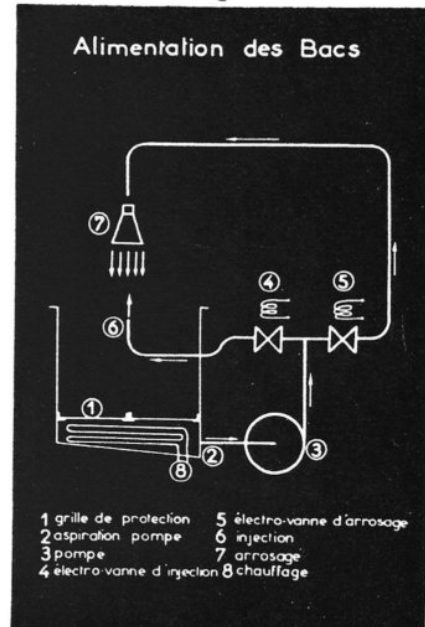 Alimentation des Bacs
④ ⑤
⑦
⑥
①
② ③
⑧
1 grille de protection
2 aspiration pompe
3 pompe
4 électro-vanne d'injection
5 électro-vanne d'arrosage
6 injection
7 arrosage
8 chauffage